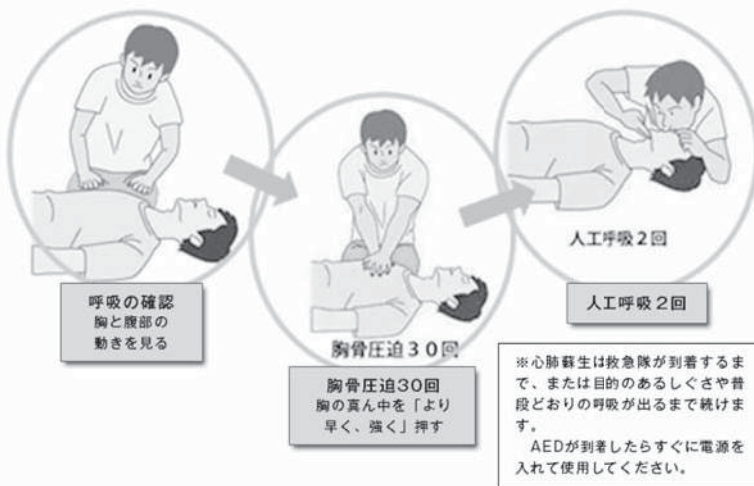 呼吸の確認
胸と腹部の
動きを見る
胸骨圧迫３０回
胸骨圧迫30回
胸の真ん中を「より
早く、強く」押す
人工呼吸２回
人工呼吸２回
※心肺蘇生は救急隊が到着するま
で、または目的のあるしぐさや普
段どおりの呼吸が出るまで続けま
す。
　AEDが到着したらすぐに電源を
入れて使用してください。